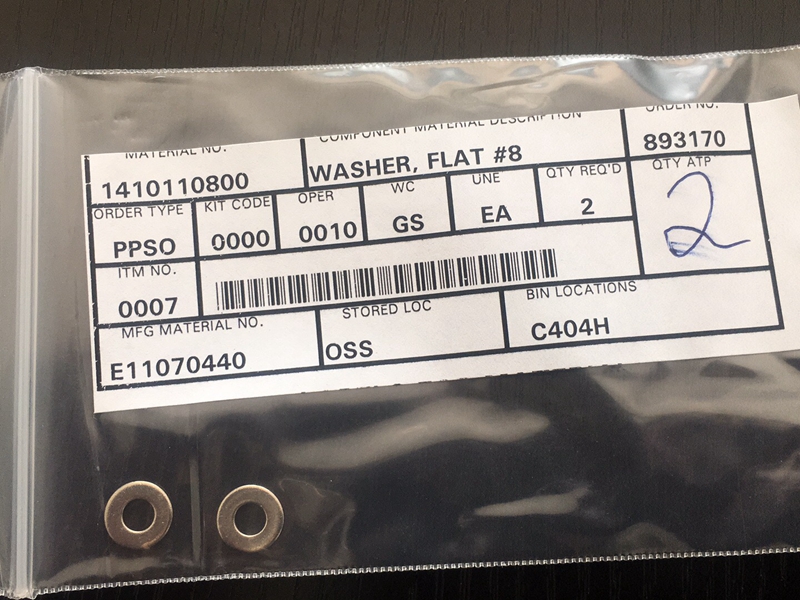 MATERIAL NO. COMPONENT MATERIAL DESCRIPTION ORDER NO.
1410110800 WASHER, FLAT #8 893170
ORDER TYPE KIT CODE OPER WC UNE QTY REQ'D QTY ATP
PPSO 0000 0010 GS EA 2 2
ITM NO.
0007
MFG MATERIAL NO. STORED LOC BIN LOCATIONS
E11070440 OSS C404H